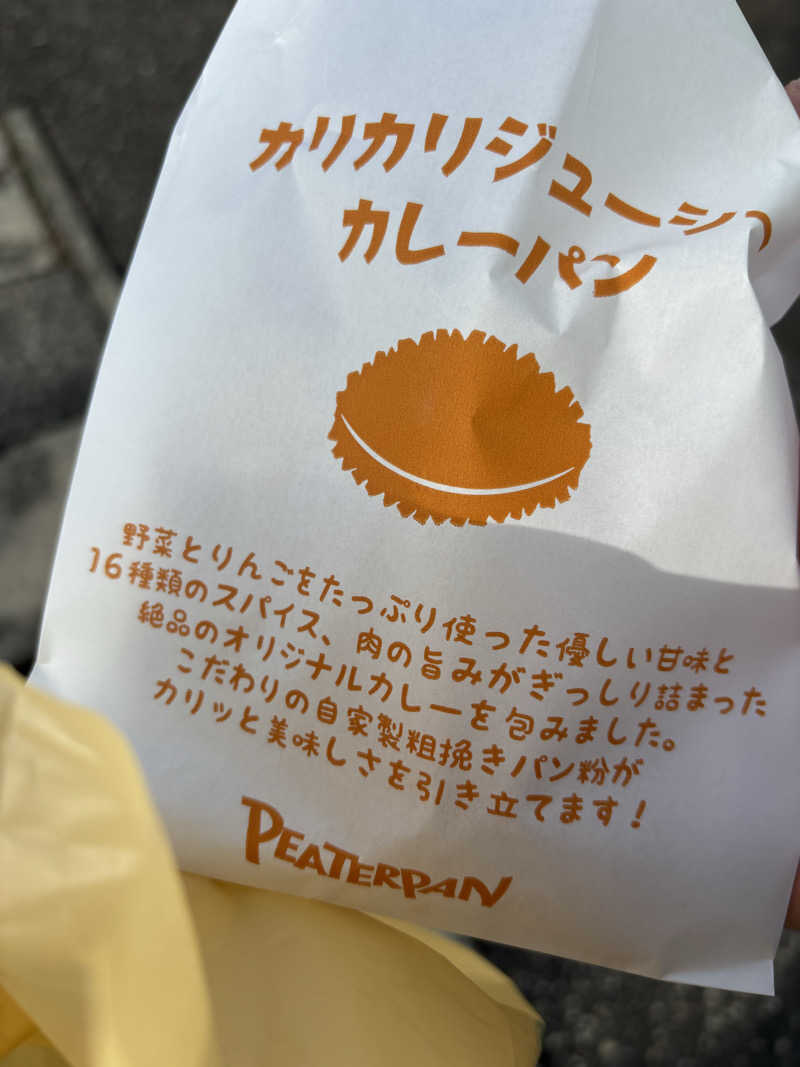 カリカリジューシ
カレーパン
野菜とりんごをたっぷり使った優しい甘味と
16種類のスパイス、肉の旨みがぎっしり詰まった
絶品のオリジナルカレーを包みました。
こだわりの自家製粗挽きパン粉が
カリッと美味しさを引き立てます!
PEATERPAN